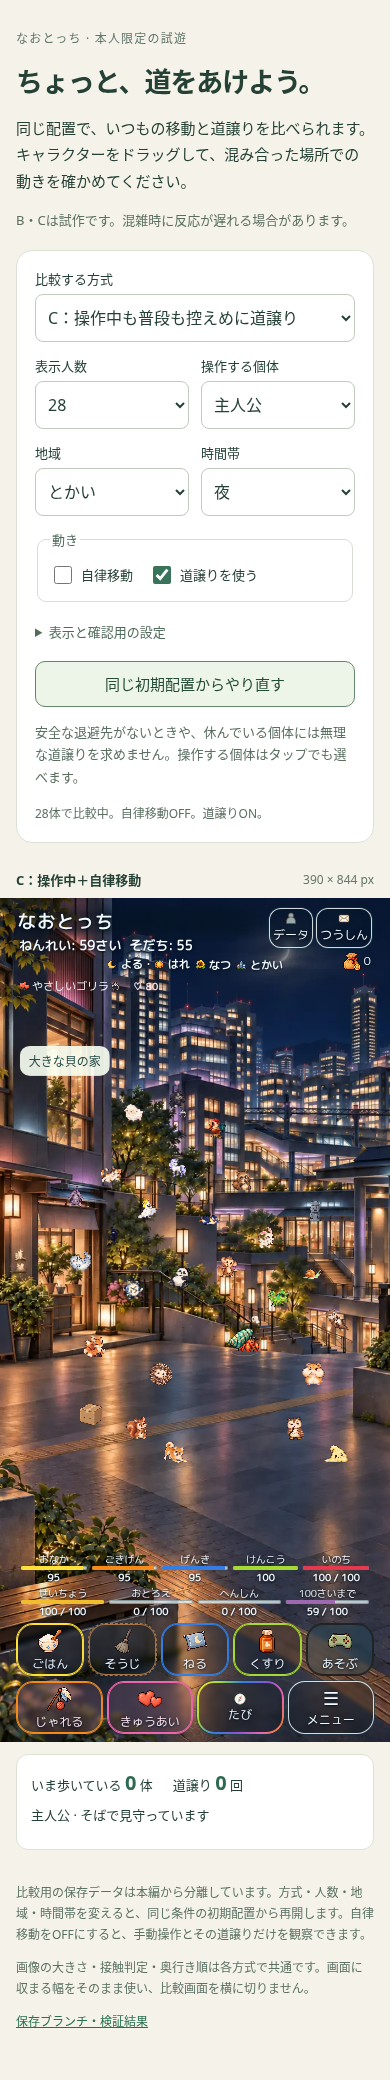 なおとっち・本人限定の試遊
ちょっと、道をあけよう。
同じ配置で、いつもの移動と道譲りを比べられます。
キャラクターをドラッグして、混み合った場所での
動きを確かめてください。
B・Cは試作です。混雑時に反応が遅れる場合があります。
比較する方式
C：操作中も普段も控えめに道譲り
表示人数
操作する個体
28
主人公
地域
時間帯
とかい
夜
動き
自律移動
道譲りを使う
▶ 表示と確認用の設定
同じ初期配置からやり直す
安全な退避先がないときや、休んでいる個体には無理
な道譲りを求めません。操作する個体はタップでも選
べます。
28体で比較中。自律移動OFF。道譲りON。
C：操作中＋自律移動
390 × 844 px
なおとっち
データ
つうしん
ねんれい: 59さい そだち: 55
よる・はれ なつ とかい
0
やさしいゴリラ
80
大きな貝の家
おなか
ごきげん
げんき
けんこう
いのち
95
95
100
100 / 100
せいちょう
おとろえ
へんしん
100さいまで
100 / 100
0 / 100
0 / 100
59 / 100
ごはん
そうじ
ねる
くすり
あそぶ
じゃれる
きゅうあい
たび
メニュー
いま歩いている 0 体 道譲り 0 回
主人公・そばで見守っています
比較用の保存データは本編から分離しています。方式・人数・地
域・時間帯を変えると、同じ条件の初期配置から再開します。自律
移動をOFFにすると、手動操作とその道譲りだけを観察できます。
画像の大きさ・接触判定・奥行き順は各方式で共通です。画面に
収まる幅をそのまま使い、比較画面を横に切りません。
保存ブランチ・検証結果